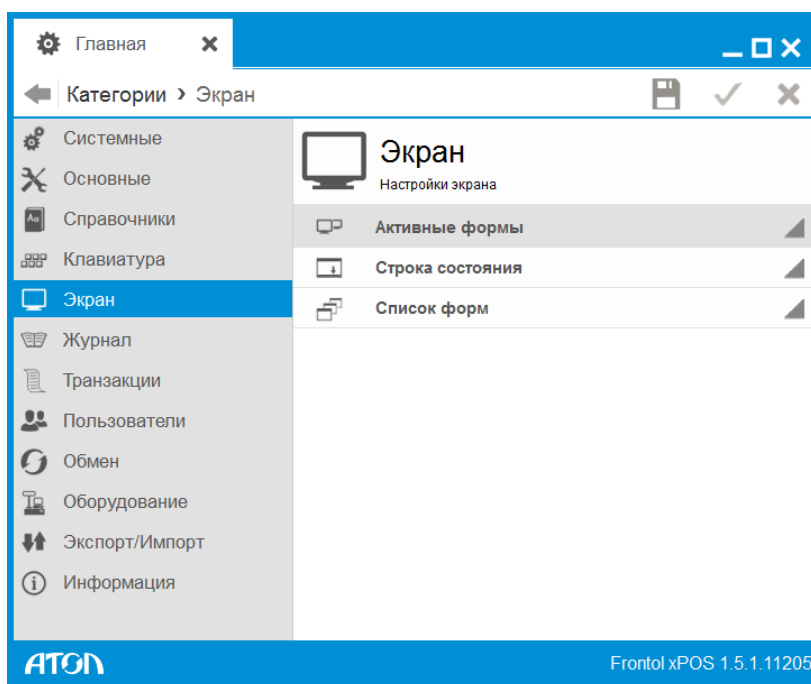 Главная
Категории > Экран
Системные
Основные
Aα
Справочники
Клавиатура
Экран
Журнал
Транзакции
Пользователи
Обмен
Оборудование
Экспорт/Импорт
Информация
Экран
Настройки экрана
Активные формы
Строка состояния
Список форм
АТОЛ
Frontol xPOS 1.5.1.11205